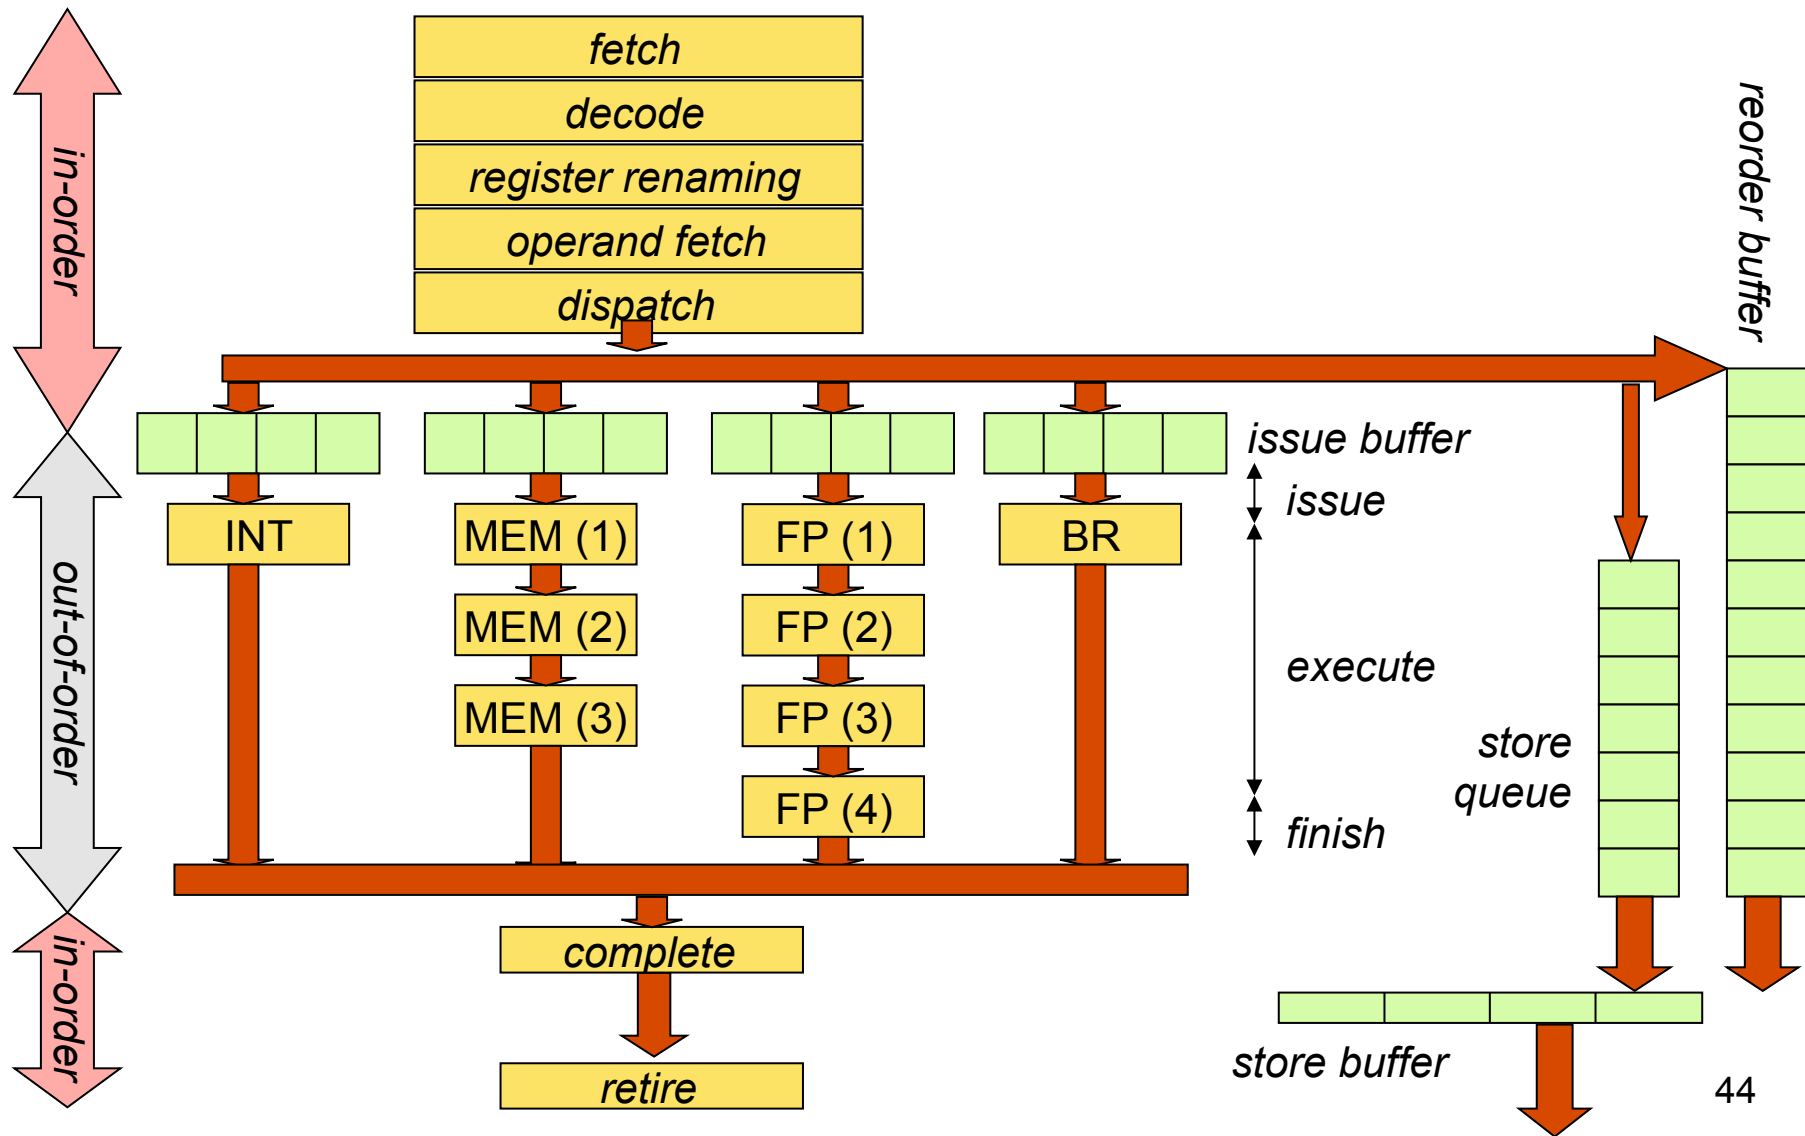 fetch
decode
register renaming
operand fetch
dispatch
in-order
reorder buffer
issue buffer
issue
INT
MEM (1)
FP (1)
BR
MEM (2)
FP (2)
execute
MEM (3)
FP (3)
out-of-order
store
queue
FP (4)
finish
complete
in-order
retire
store buffer
44